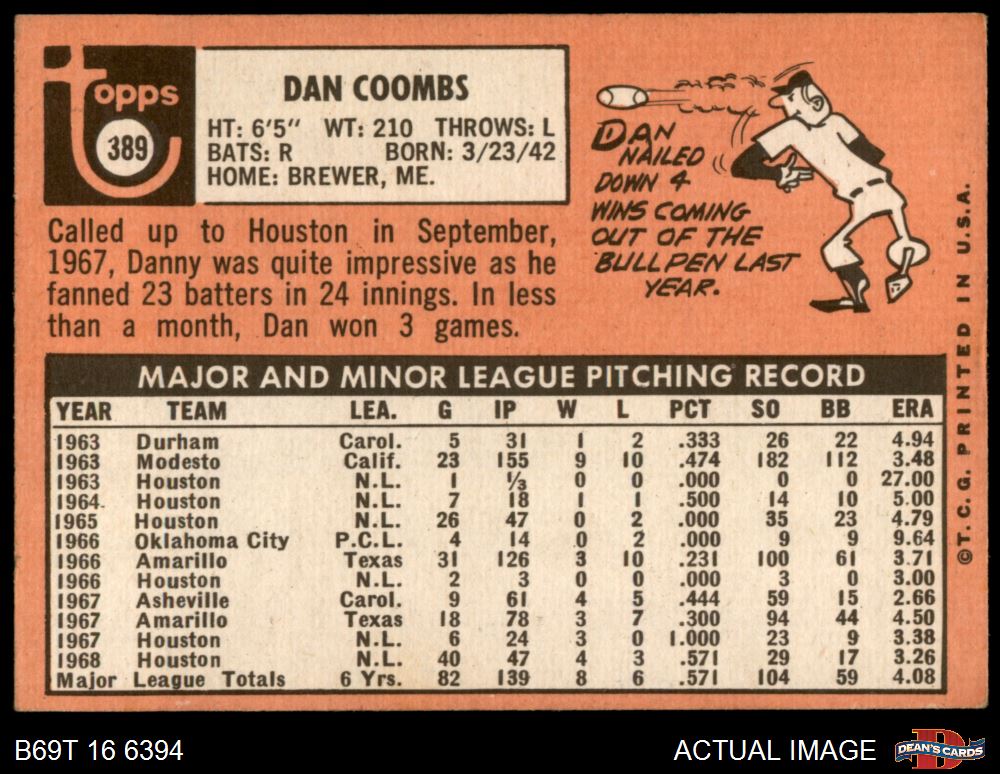 topps
389
DAN COOMBS
HT: 6'5" WT: 210 THROWS: L
BATS: R BORN: 3/23/42
HOME: BREWER, ME.
DAN
NAILED
DOWN 4
WINS COMING
OUT OF THE
BULLPEN LAST
YEAR.
Called up to Houston in September,
1967, Danny was quite impressive as he
fanned 23 batters in 24 innings. In less
than a month, Dan won 3 games.
MAJOR AND MINOR LEAGUE PITCHING RECORD
YEAR TEAM LEA. G IP W L PCT SO BB ERA
1963 Durham Carol. 5 31 1 2 .333 26 22 4.94
1963 Modesto Calif. 23 155 9 10 .474 182 112 3.48
1963 Houston N.L. 1 ⅓ 0 0 .000 0 0 27.00
1964 Houston N.L. 7 18 1 1 .500 14 10 5.00
1965 Houston N.L. 26 47 0 2 .000 35 23 4.79
1966 Oklahoma City P.C.L. 4 14 0 2 .000 9 9 9.64
1966 Amarillo Texas 31 126 3 10 .231 100 61 3.71
1966 Houston N.L. 2 3 0 0 .000 3 0 3.00
1967 Asheville Carol. 9 61 4 5 .444 59 15 2.66
1967 Amarillo Texas 18 78 3 7 .300 94 44 4.50
1967 Houston N.L. 6 24 3 0 1.000 23 9 3.38
1968 Houston N.L. 40 47 4 3 .571 29 17 3.26
Major League Totals 6 Yrs. 82 139 8 6 .571 104 59 4.08
©T.C.G. PRINTED IN U.S.A.
B69T 16 6394
ACTUAL IMAGE
DEAN'S CARDS